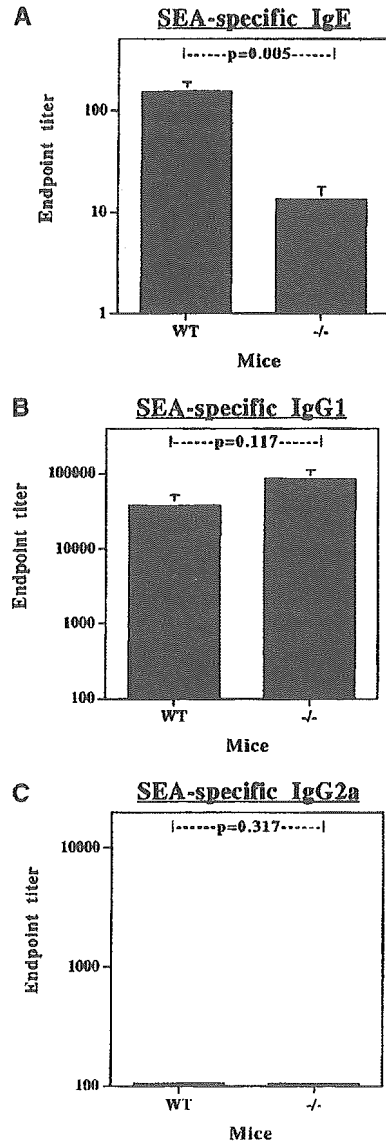 A
SEA-specific IgE
p=0.005
Endpoint titer
100
10
1
WT
-/-
Mice
B
SEA-specific IgG1
p=0.117
Endpoint titer
100000
10000
1000
100
WT
-/-
Mice
C
SEA-specific IgG2a
p=0.317
Endpoint titer
10000
1000
100
WT
-/-
Mice